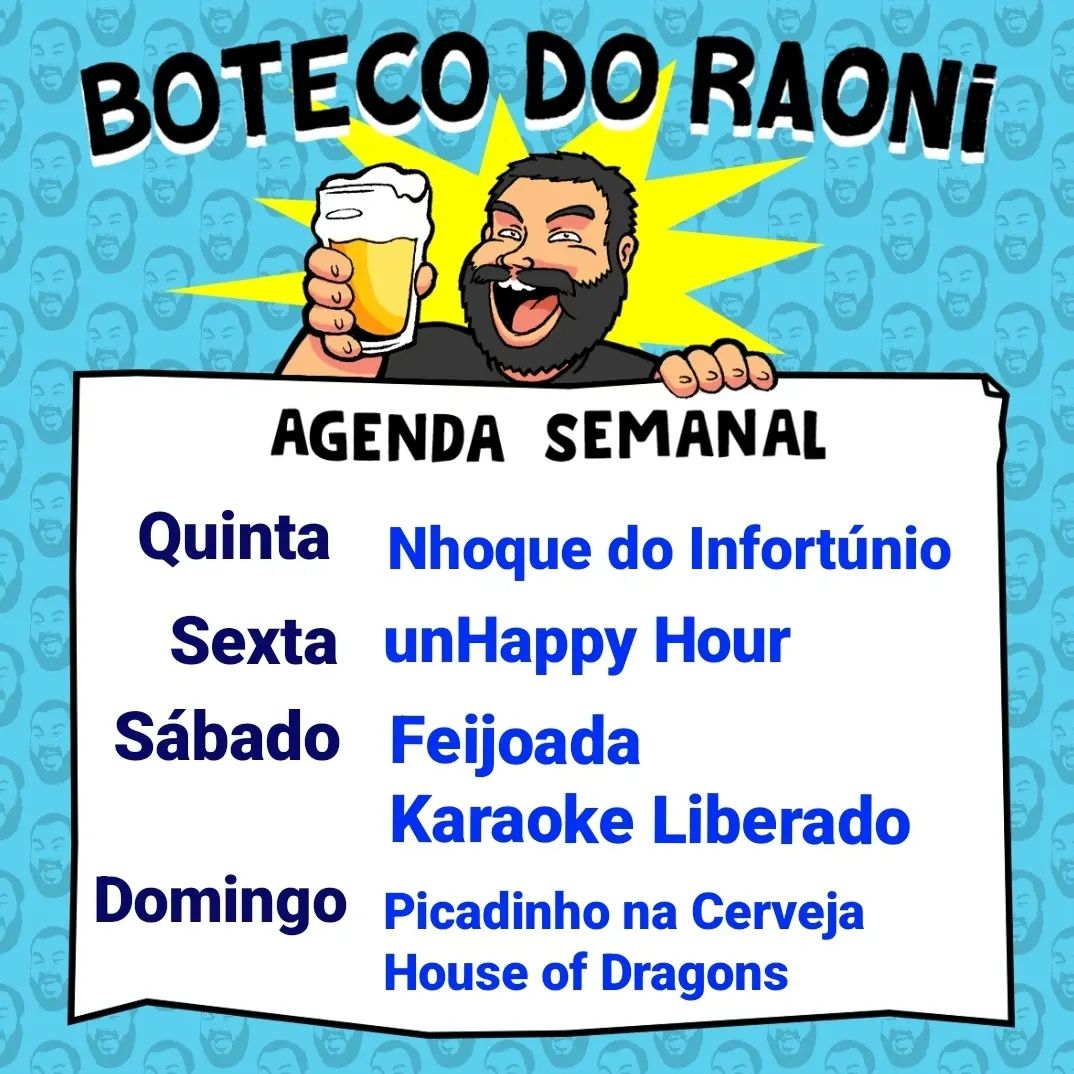 BOTECO DO RAONi
AGENDA SEMANAL
Quinta Nhoque do Infortúnio
Sexta unHappy Hour
Sábado Feijoada
Karaoke Liberado
Domingo Picadinho na Cerveja
House of Dragons